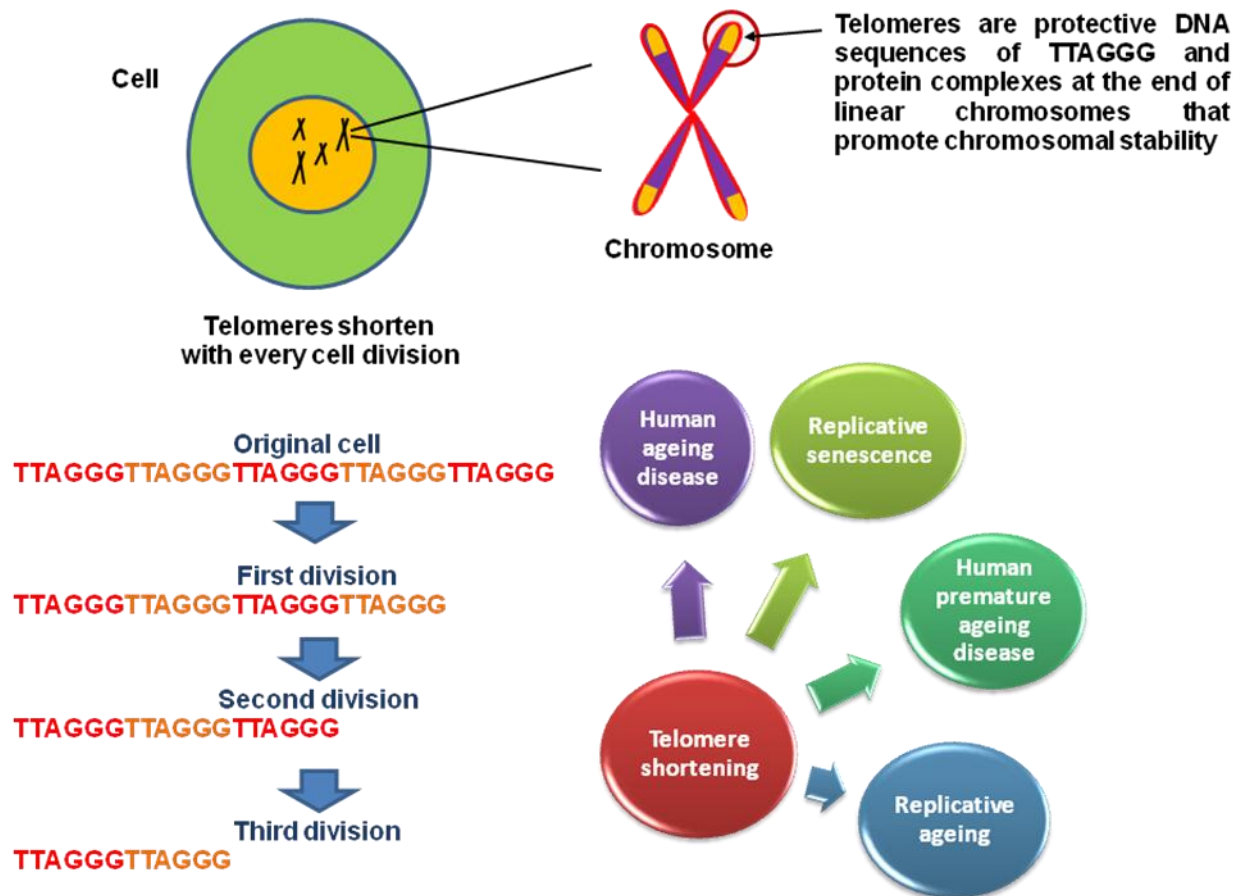 Cell
Telomeres are protective DNA
sequences of TTAGGG and
protein complexes at the end of
linear chromosomes that
promote chromosomal stability
Chromosome
Telomeres shorten
with every cell division
Original cell
TTAGGGTTAGGGTTAGGGTTAGGGTTAGGG
First division
TTAGGGTTAGGGTTAGGGTTAGGG
Second division
TTAGGGTTAGGGTTAGGG
Third division
TTAGGGTTAGGG
Human
ageing
disease
Replicative
senescence
Human
premature
ageing
disease
Telomere
shortening
Replicative
ageing